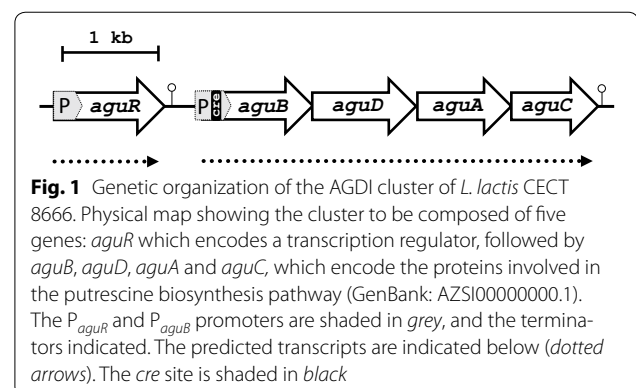 1 kb
P aguR P cre aguB aguD aguA aguC
Fig. 1 Genetic organization of the AGDI cluster of L. lactis CECT
8666. Physical map showing the cluster to be composed of five
genes: aguR which encodes a transcription regulator, followed by
aguB, aguD, aguA and aguC, which encode the proteins involved in
the putrescine biosynthesis pathway (GenBank: AZSI00000000.1).
The PaguR and PaguB promoters are shaded in grey, and the termina-
tors indicated. The predicted transcripts are indicated below (dotted
arrows). The cre site is shaded in black